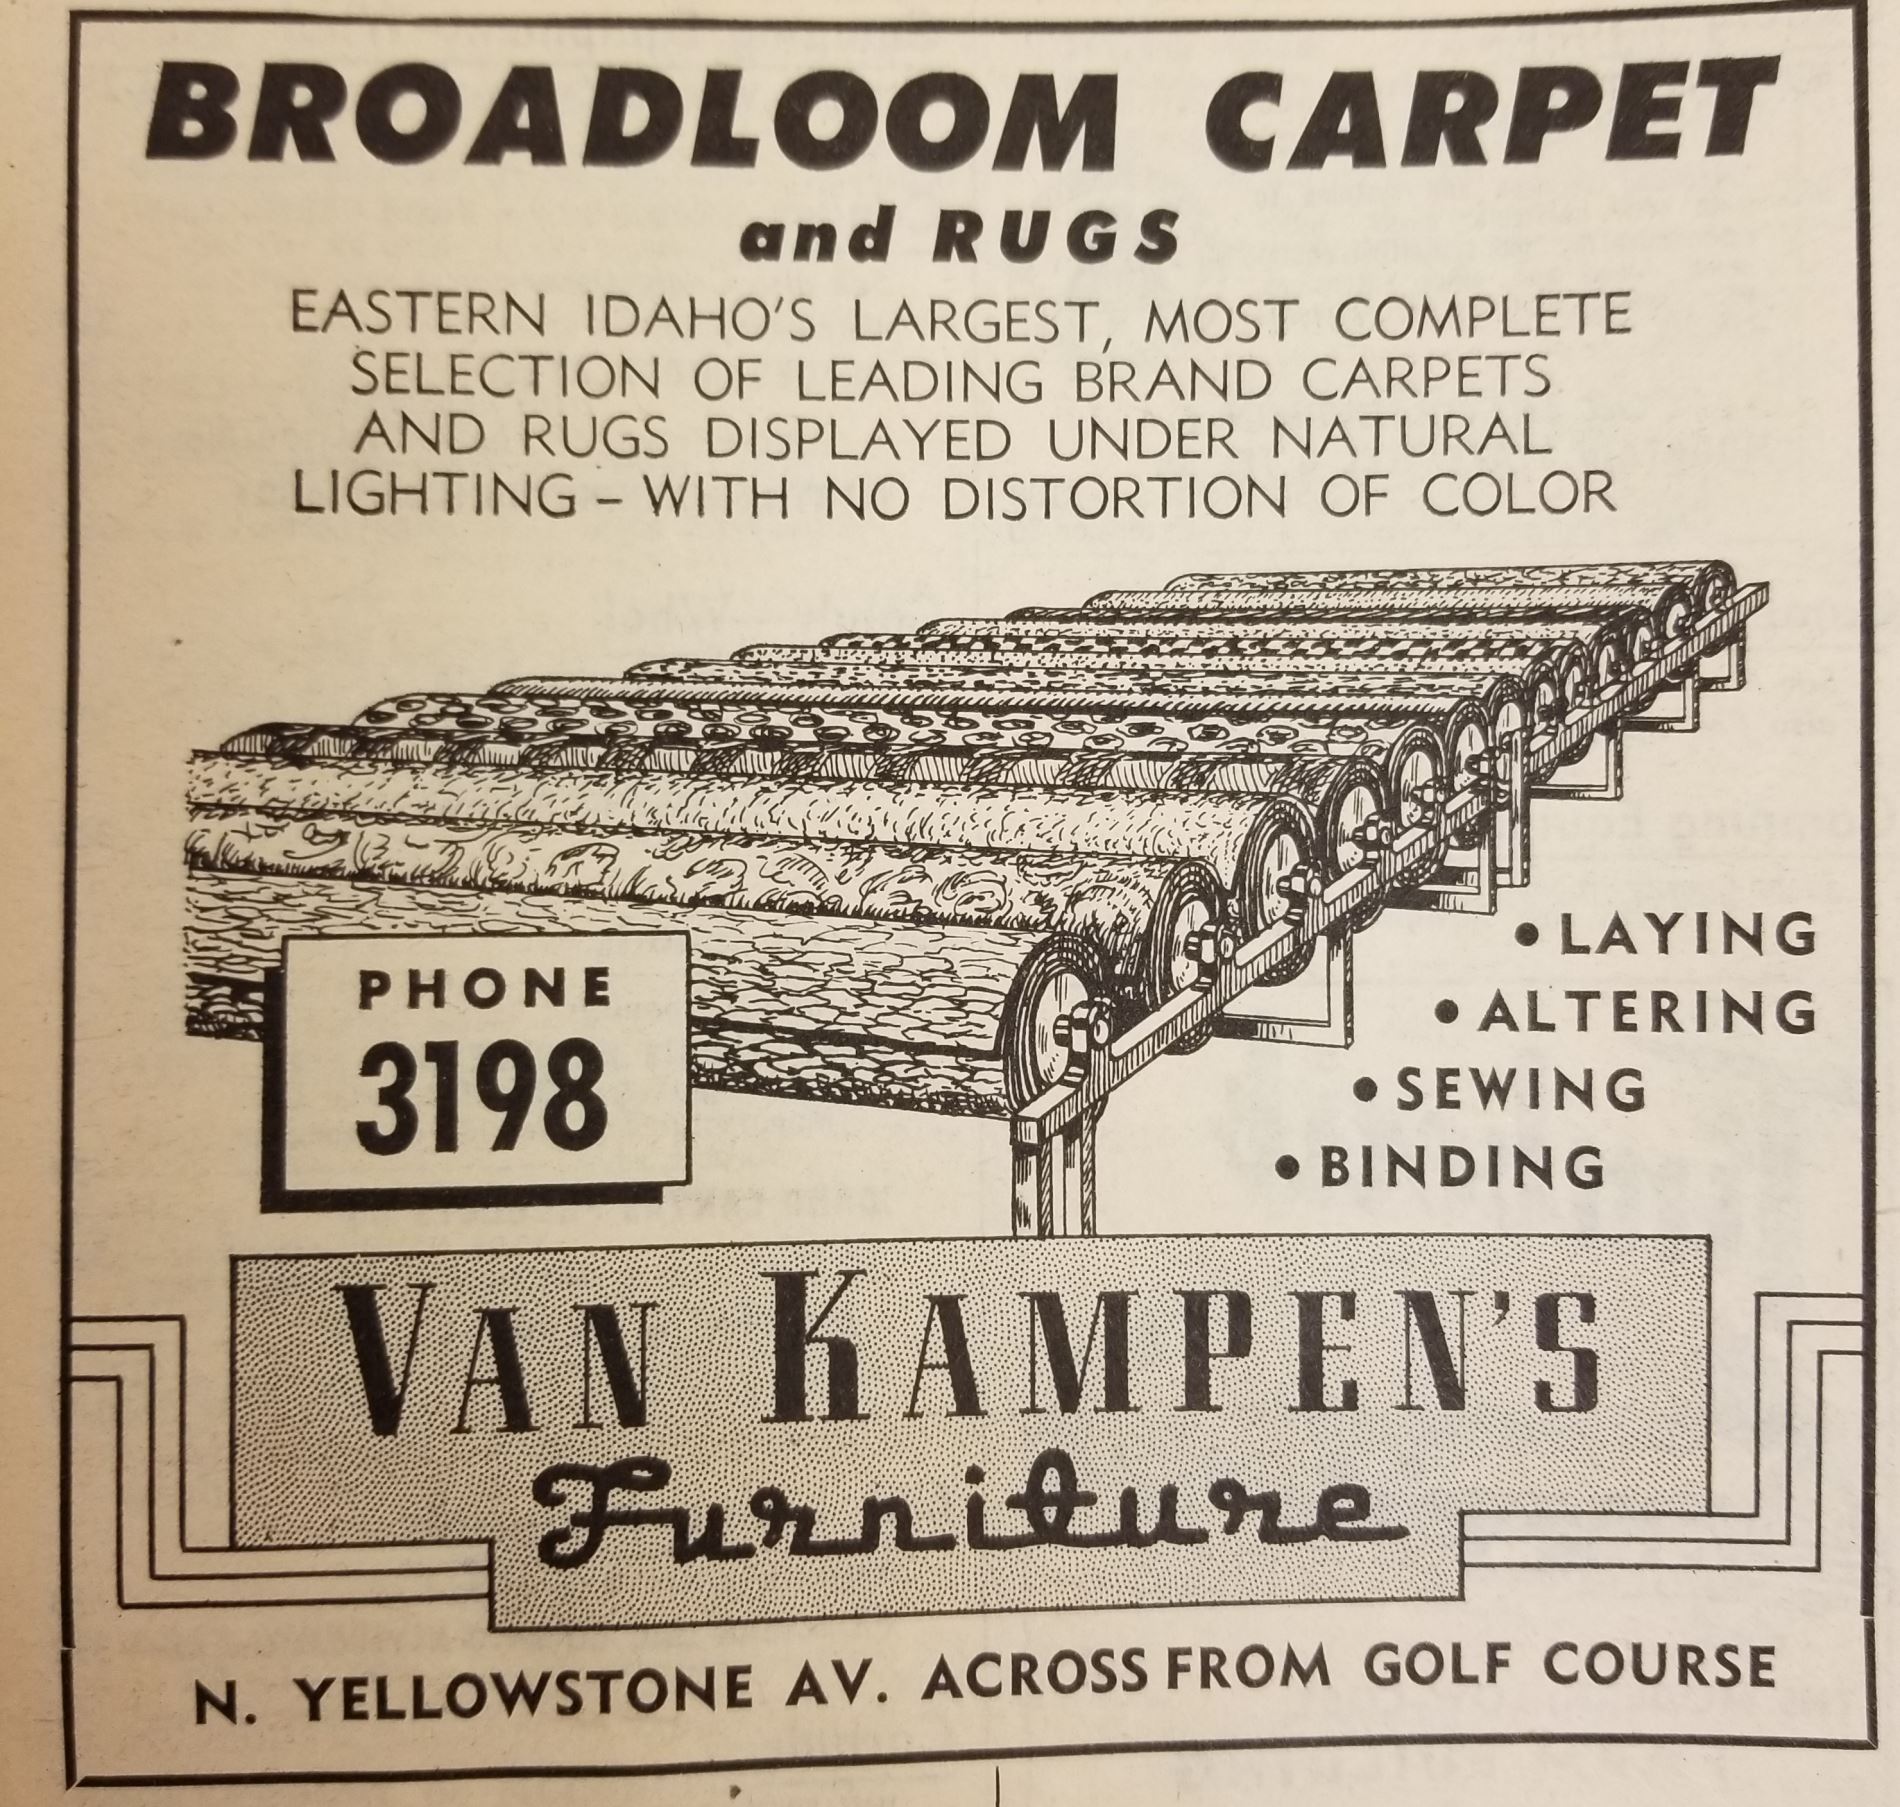 BROADLOOM CARPET
and RUGS
EASTERN IDAHO'S LARGEST, MOST COMPLETE
SELECTION OF LEADING BRAND CARPETS
AND RUGS DISPLAYED UNDER NATURAL
LIGHTING – WITH NO DISTORTION OF COLOR
PHONE
3198
• LAYING
• ALTERING
• SEWING
• BINDING
VAN KAMPEN'S
Furniture
N. YELLOWSTONE AV. ACROSS FROM GOLF COURSE